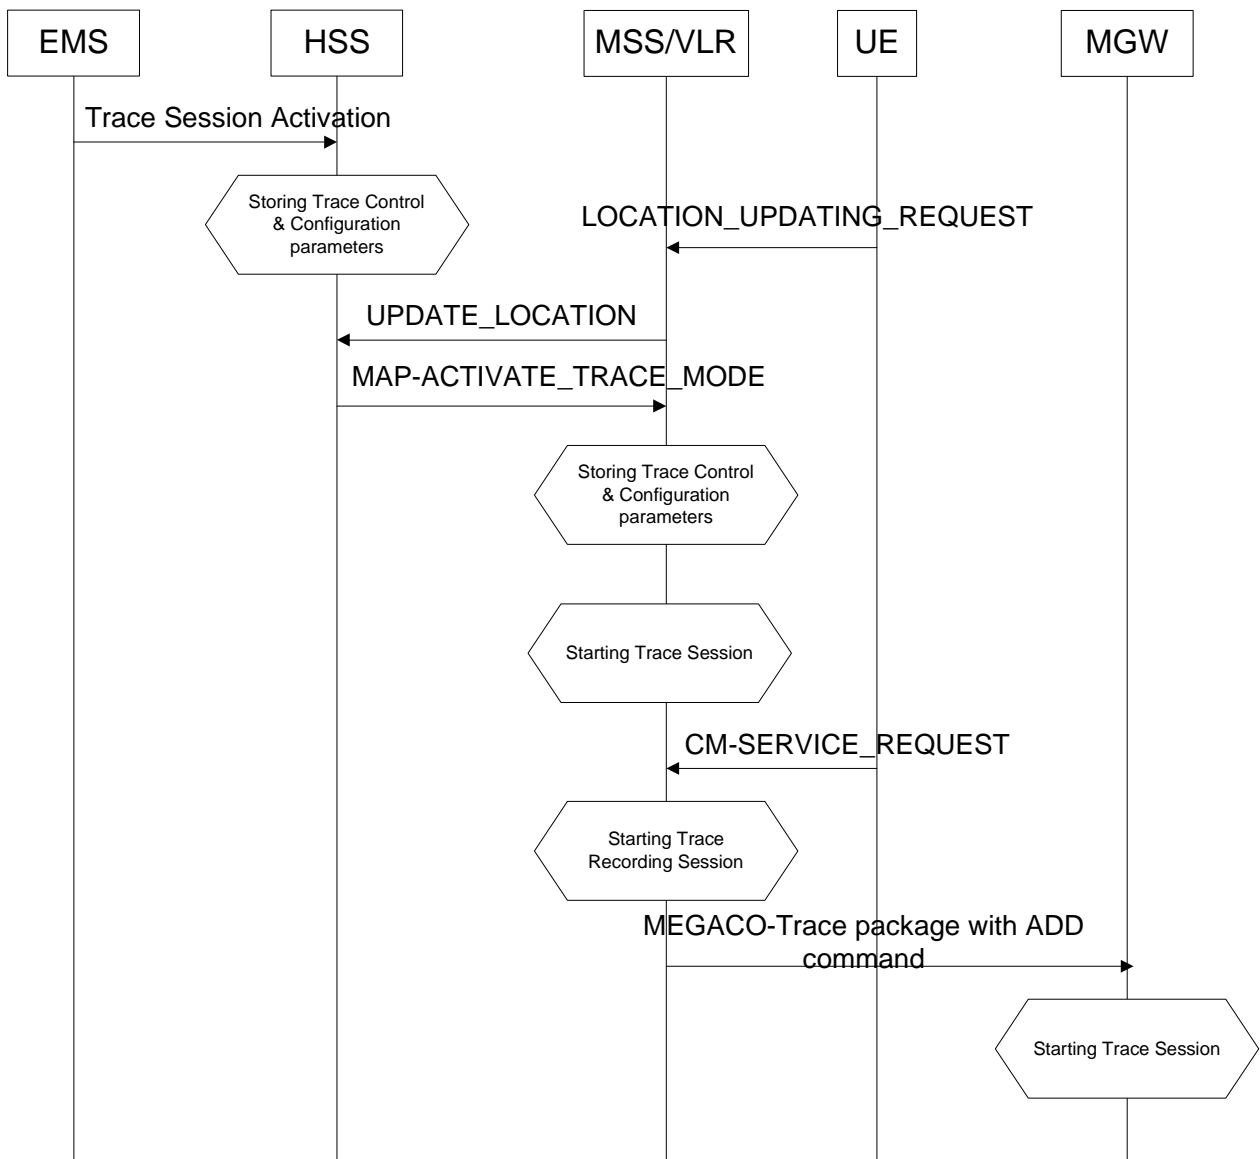 EMS
HSS
MSS/VLR
UE
MGW
Trace Session Activation
Storing Trace Control
& Configuration
parameters
LOCATION_UPDATING_REQUEST
UPDATE_LOCATION
MAP-ACTIVATE_TRACE_MODE
Storing Trace Control
& Configuration
parameters
Starting Trace Session
CM-SERVICE_REQUEST
Starting Trace
Recording Session
MEGACO-Trace package with ADD
command
Starting Trace Session